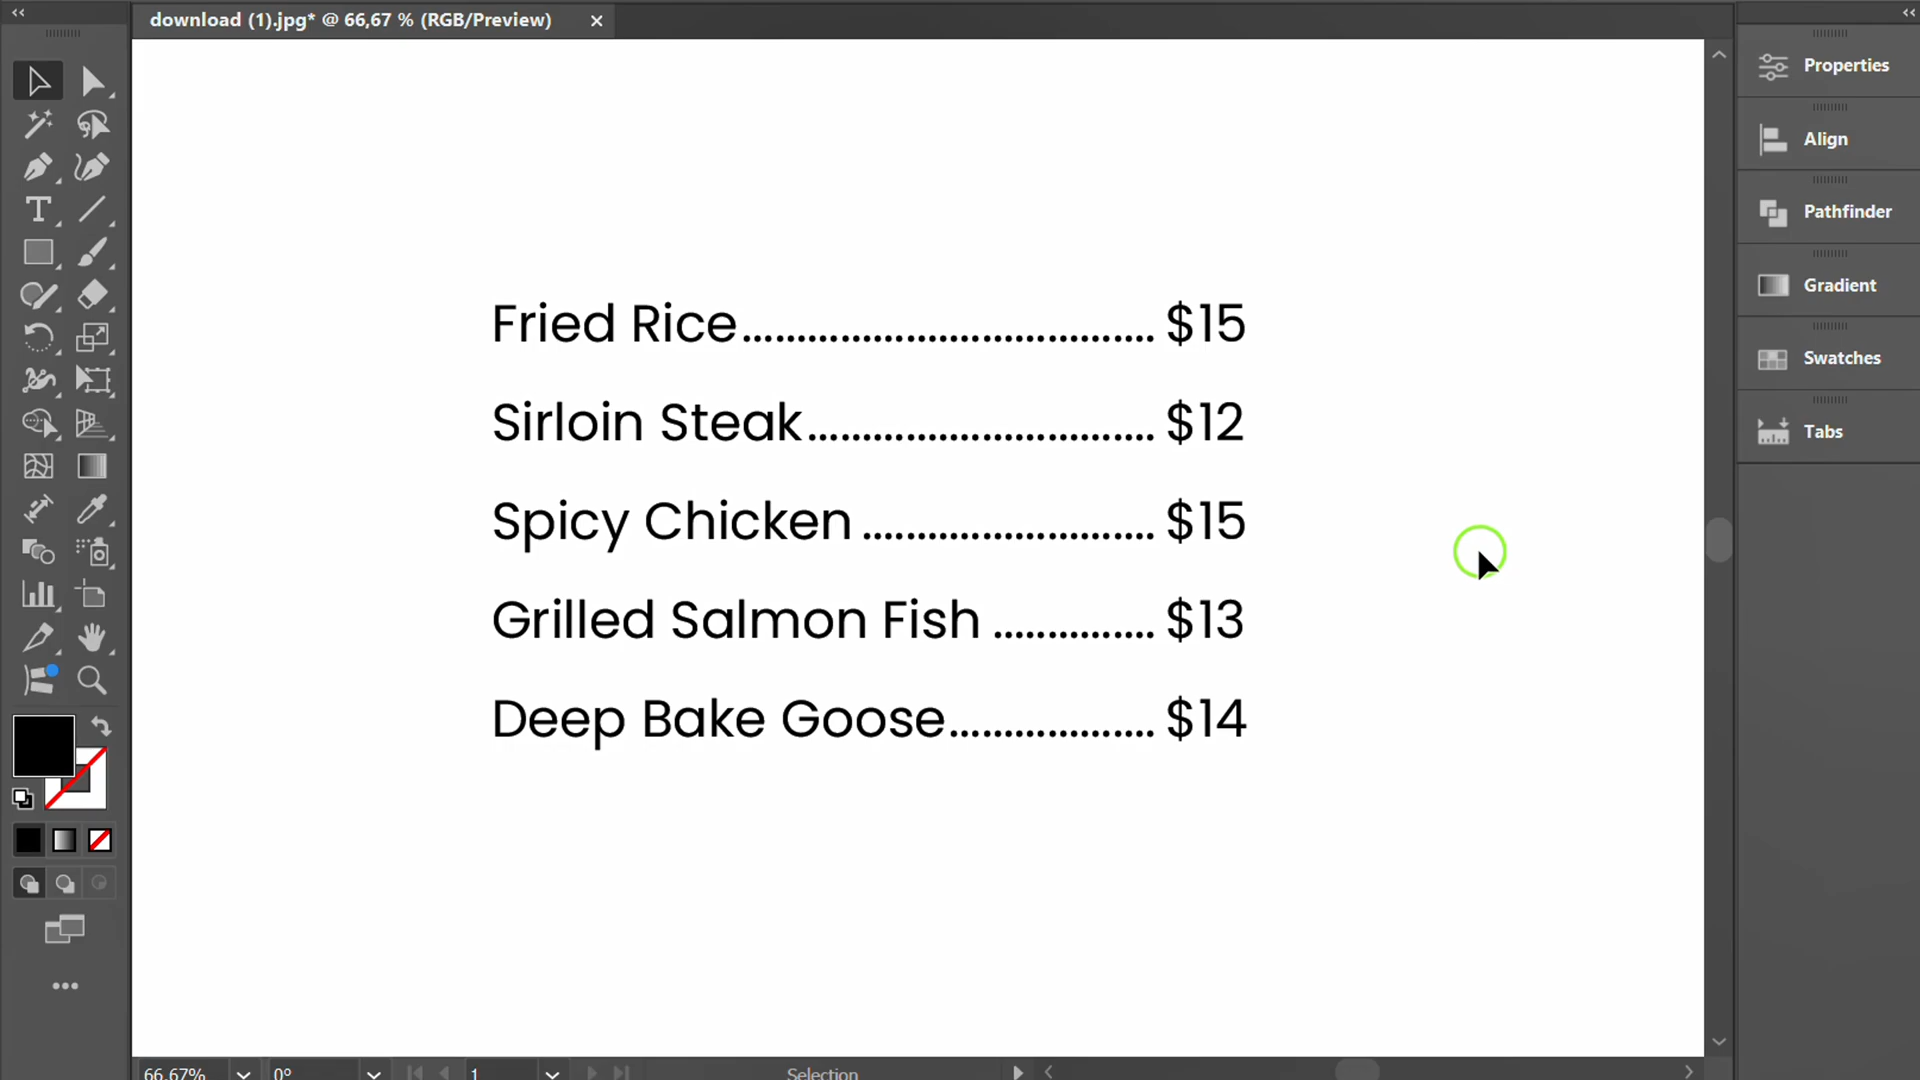 download (1).jpg* @ 66,67 % (RGB/Preview)
Properties
Align
Pathfinder
Gradient
Swatches
Tabs
Fried Rice...................................... $15
Sirloin Steak................................ $12
Spicy Chicken ........................... $15
Grilled Salmon Fish ............... $13
Deep Bake Goose................... $14
66,67%
0°
1
Selection